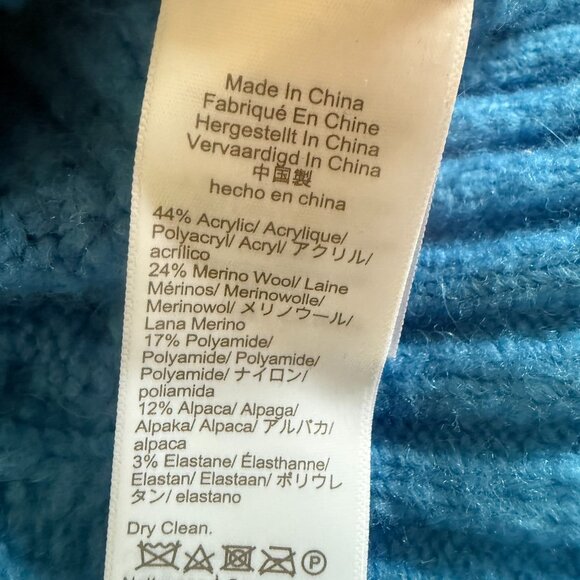 Made In China
Fabriqué En Chine
Hergestellt In China
Vervaardigd In China
中国製
hecho en china
44% Acrylic/ Acrylique/
Polyacryl/ Acryl/ アクリル/
acrílico
24% Merino Wool/ Laine
Mérinos/ Merinowolle/
Merinowol/ メリノウール/
Lana Merino
17% Polyamide/
Polyamide/ Polyamide/
Polyamide/ ナイロン/
poliamida
12% Alpaca/ Alpaga/
Alpaka/ Alpaca/ アルパカ/
alpaca
3% Elastane/ Élasthanne/
Elastan/ Elastaan/ ポリウレ
タン/ elastano
Dry Clean.
P